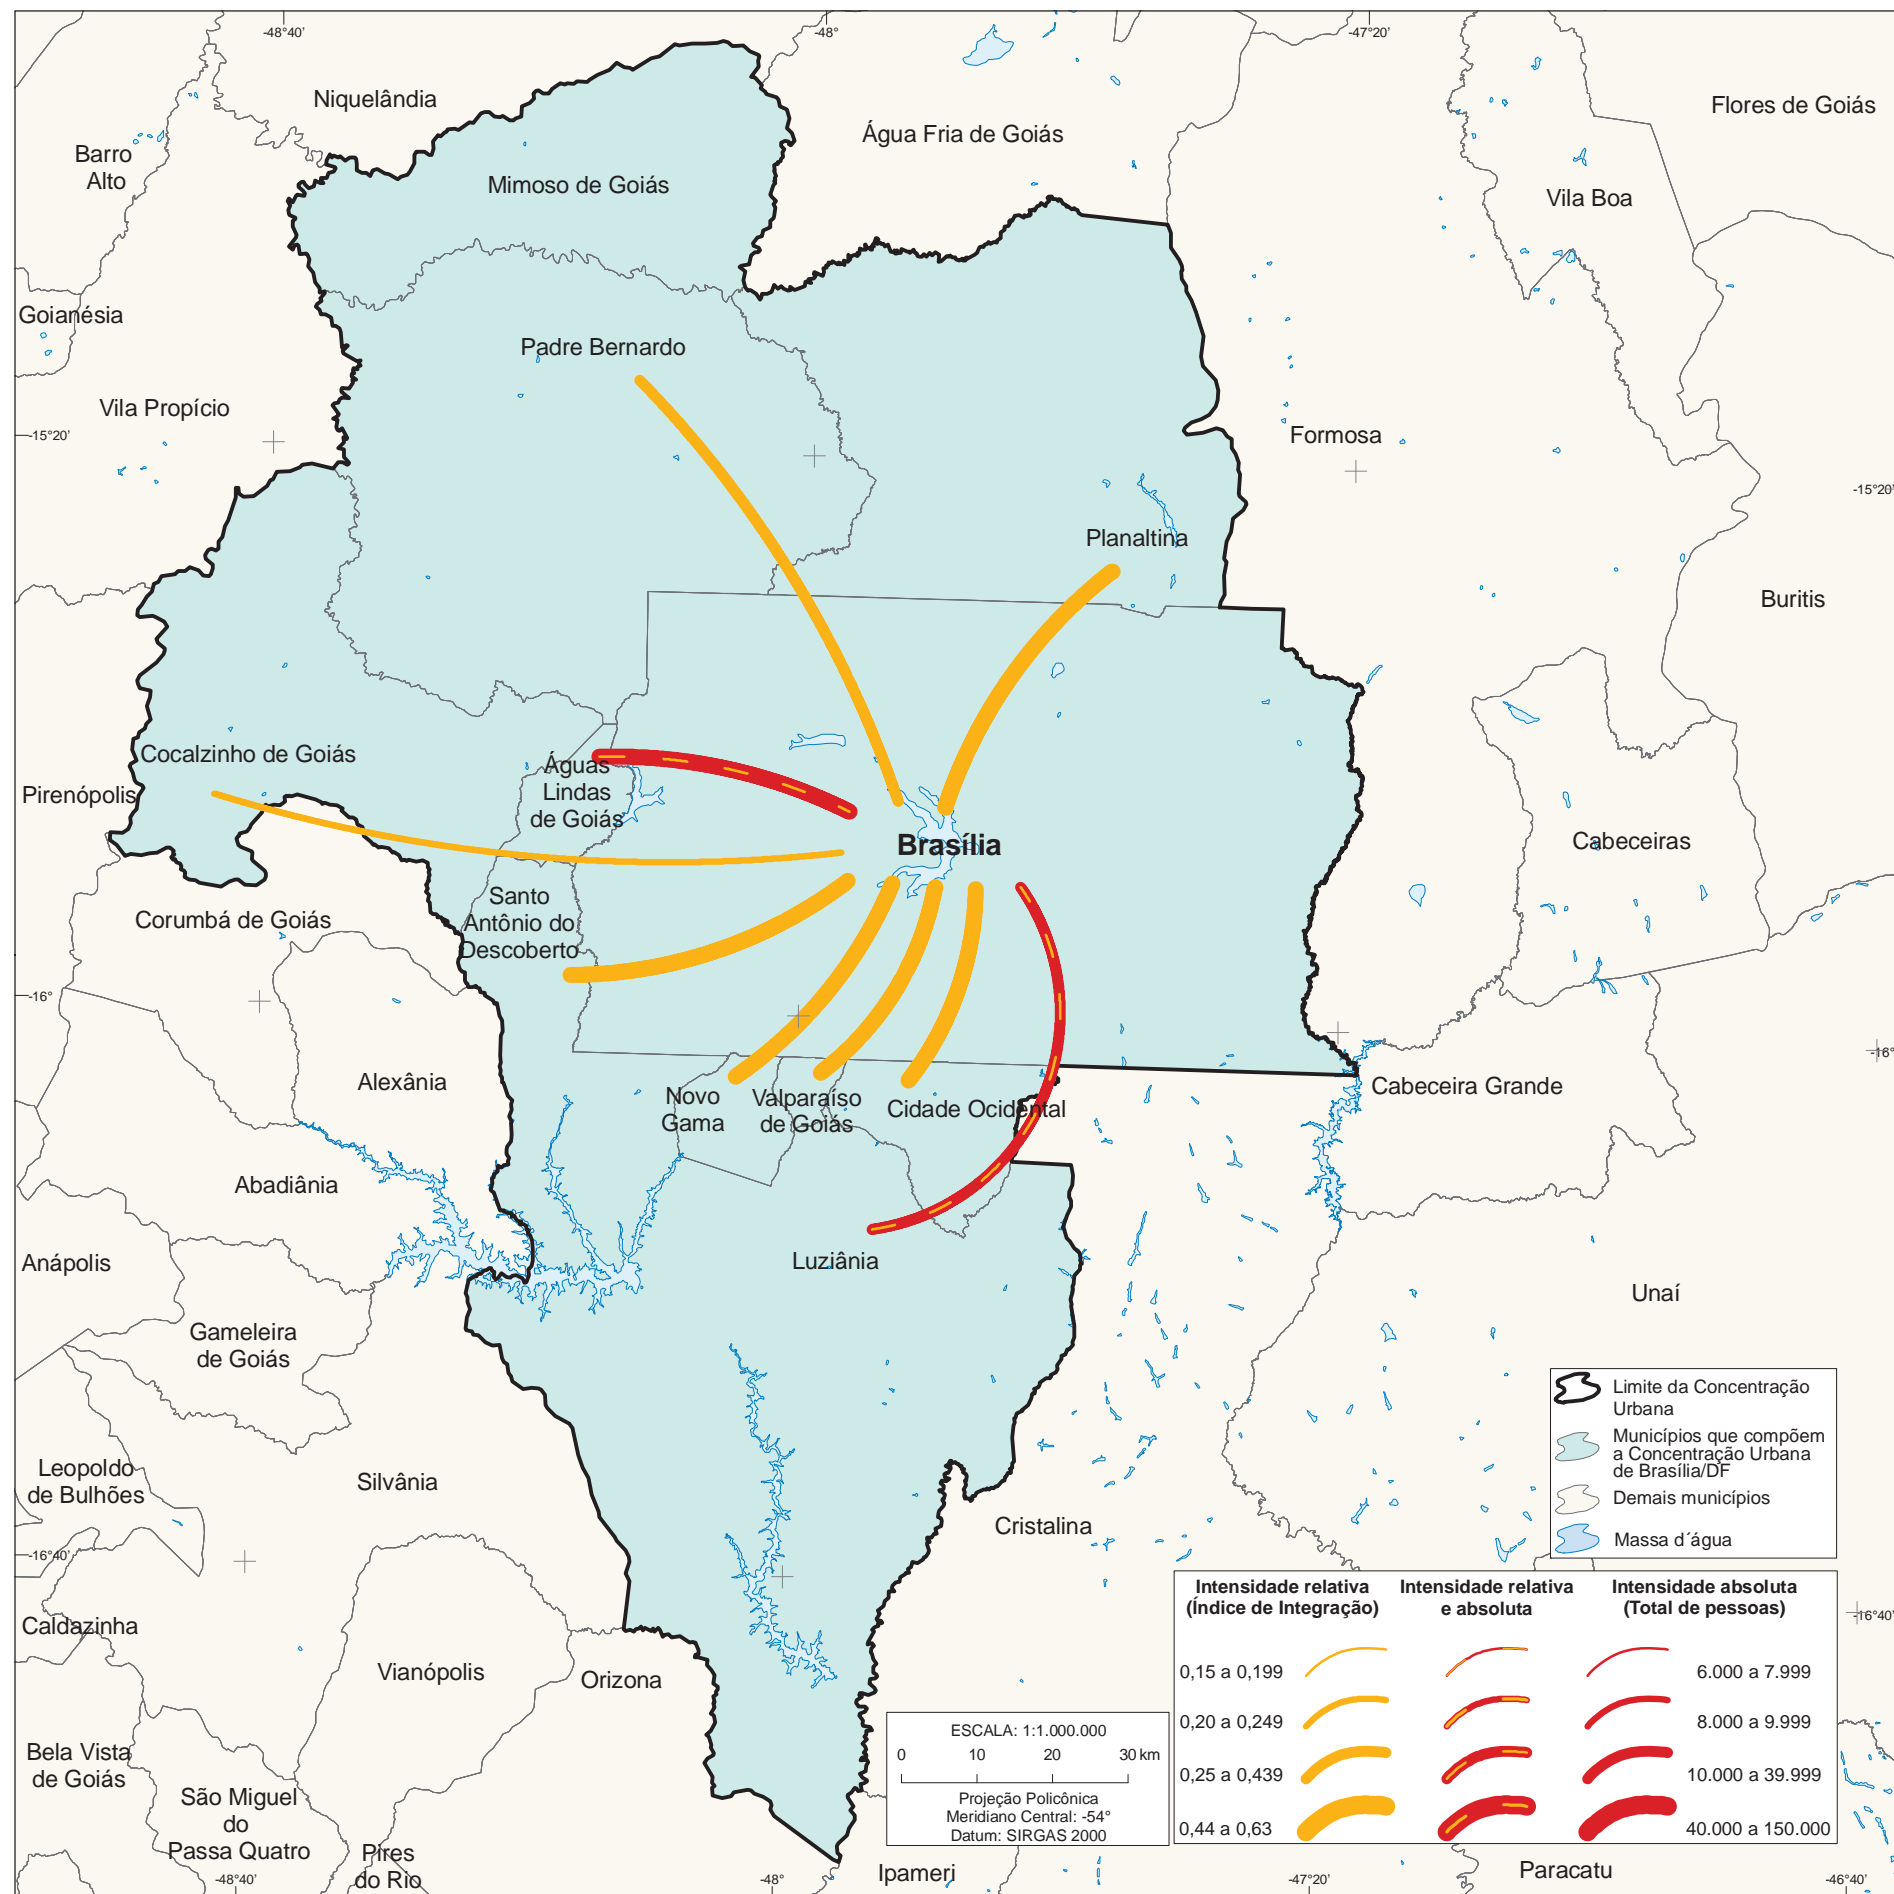 -48°40'
-48°
-47°20'
Niquelândia
Flores de Goiás
Água Fria de Goiás
Barro
Alto
Mimoso de Goiás
Vila Boa
Goianésia
Padre Bernardo
Vila Propício
-15°20'
Formosa
-15°20'
Planaltina
Buritis
Cocalzinho de Goiás
Águas
Lindas
de Goiás
Pirenópolis
Brasília
Cabeceiras
Santo
Antônio do
Descoberto
Corumbá de Goiás
-16°
-16°
Alexânia
Novo
Gama
Valparaíso
de Goiás
Cidade Ocidental
Cabeceira Grande
Abadiânia
Anápolis
Luziânia
Unaí
Gameleira
de Goiás
Leopoldo
de Bulhões
Silvânia
Cristalina
-16°40'
-16°40'
Caldazinha
Vianópolis
Orizona
Bela Vista
de Goiás
São Miguel
do
Passa Quatro
Pires
do Rio
Ipameri
Paracatu
-48°40'
-48°
-47°20'
-46°40'
Limite da Concentração
Urbana
Municípios que compõem
a Concentração Urbana
de Brasília/DF
Demais municípios
Massa d´água
Intensidade relativa
(Índice de Integração)
Intensidade relativa
e absoluta
Intensidade absoluta
(Total de pessoas)
0,15 a 0,199
6.000 a 7.999
0,20 a 0,249
8.000 a 9.999
0,25 a 0,439
10.000 a 39.999
0,44 a 0,63
40.000 a 150.000
ESCALA: 1:1.000.000
0 10 20 30 km
Projeção Policônica
Meridiano Central: -54°
Datum: SIRGAS 2000